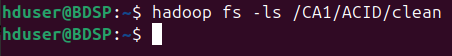 hduser@BDSP:~$ hadoop fs -ls /CA1/ACID/clean
hduser@BDSP:~$